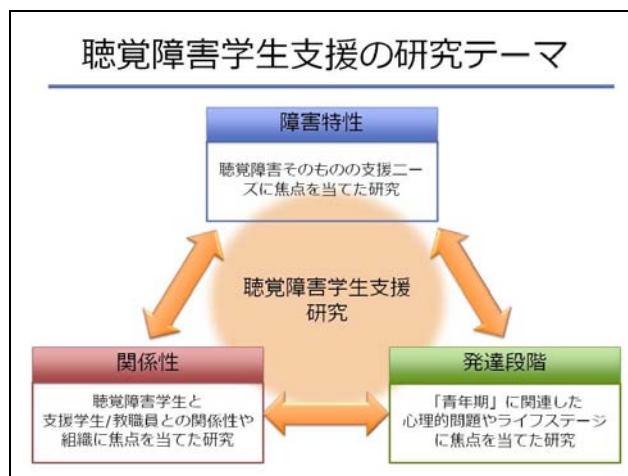 聴覚障害学生支援の研究テーマ
障害特性
聴覚障害そのものの支援ニー
ズに焦点を当てた研究
聴覚障害学生支援
研究
関係性
聴覚障害学生と
支援学生/教職員との関係性や
組織に焦点を当てた研究
発達段階
「青年期」に関連した
心理的問題やライフステージ
に焦点を当てた研究